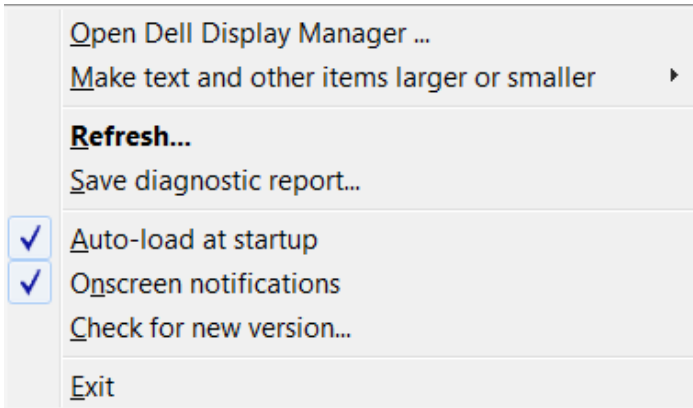 Open Dell Display Manager ...
Make text and other items larger or smaller
Refresh...
Save diagnostic report...
Auto-load at startup
Onscreen notifications
Check for new version...
Exit